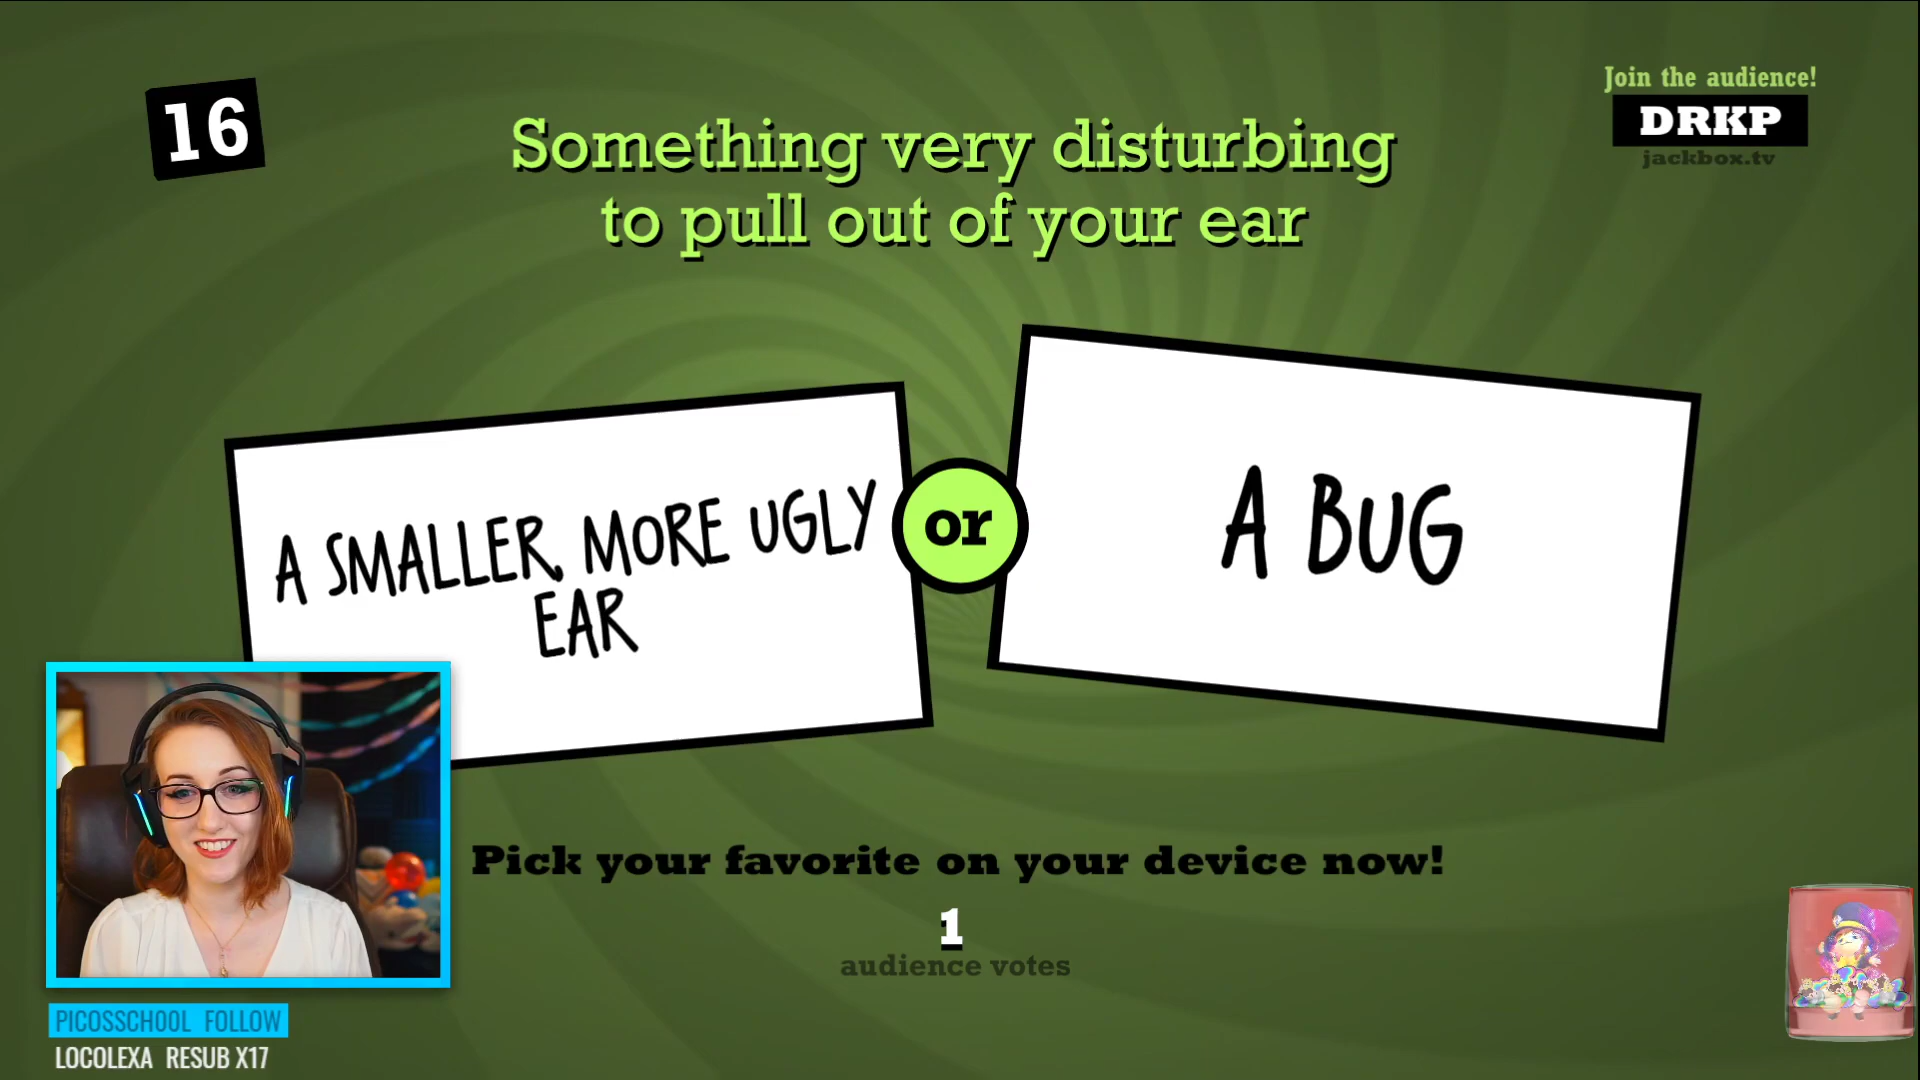 16
Join the audience!
DRKP
jackbox.tv
Something very disturbing
to pull out of your ear
A SMALLER, MORE UGLY
EAR
or
A BUG
Pick your favorite on your device now!
1
audience votes
PICOSSCHOOL FOLLOW
LOCOLEXA RESUB X17